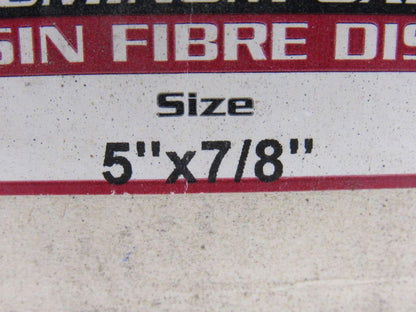 SIN FIBRE DIS
Size
5"x7/8"